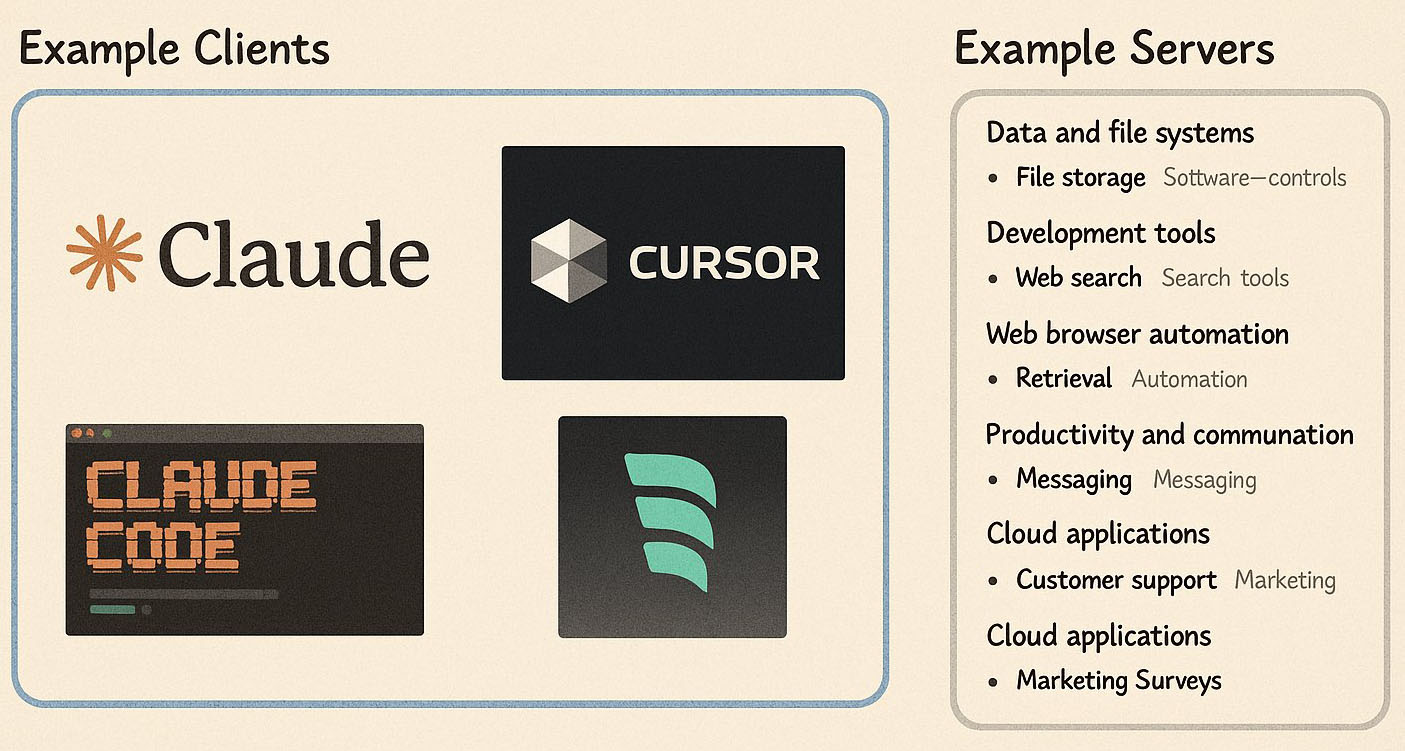 Example Clients
Claude
CURSOR
CLAUDE
CODE
Example Servers
Data and file systems
• File storage Sottware—controls
Development tools
• Web search Search tools
Web browser automation
• Retrieval Automation
Productivity and communation
• Messaging Messaging
Cloud applications
• Customer support Marketing
Cloud applications
• Marketing Surveys